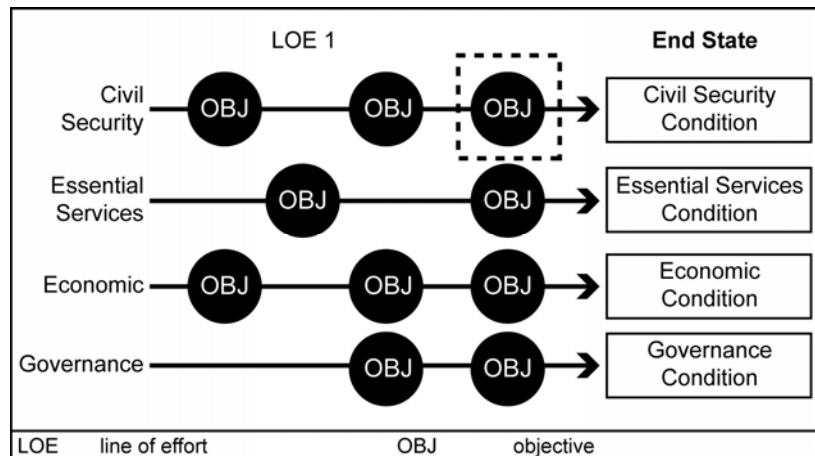 LOE 1 End State
Civil
Security
OBJ OBJ OBJ
Civil Security
Condition
Essential
Services
OBJ OBJ
Essential Services
Condition
Economic
OBJ OBJ OBJ
Economic
Condition
Governance
OBJ OBJ
Governance
Condition
LOE line of effort OBJ objective